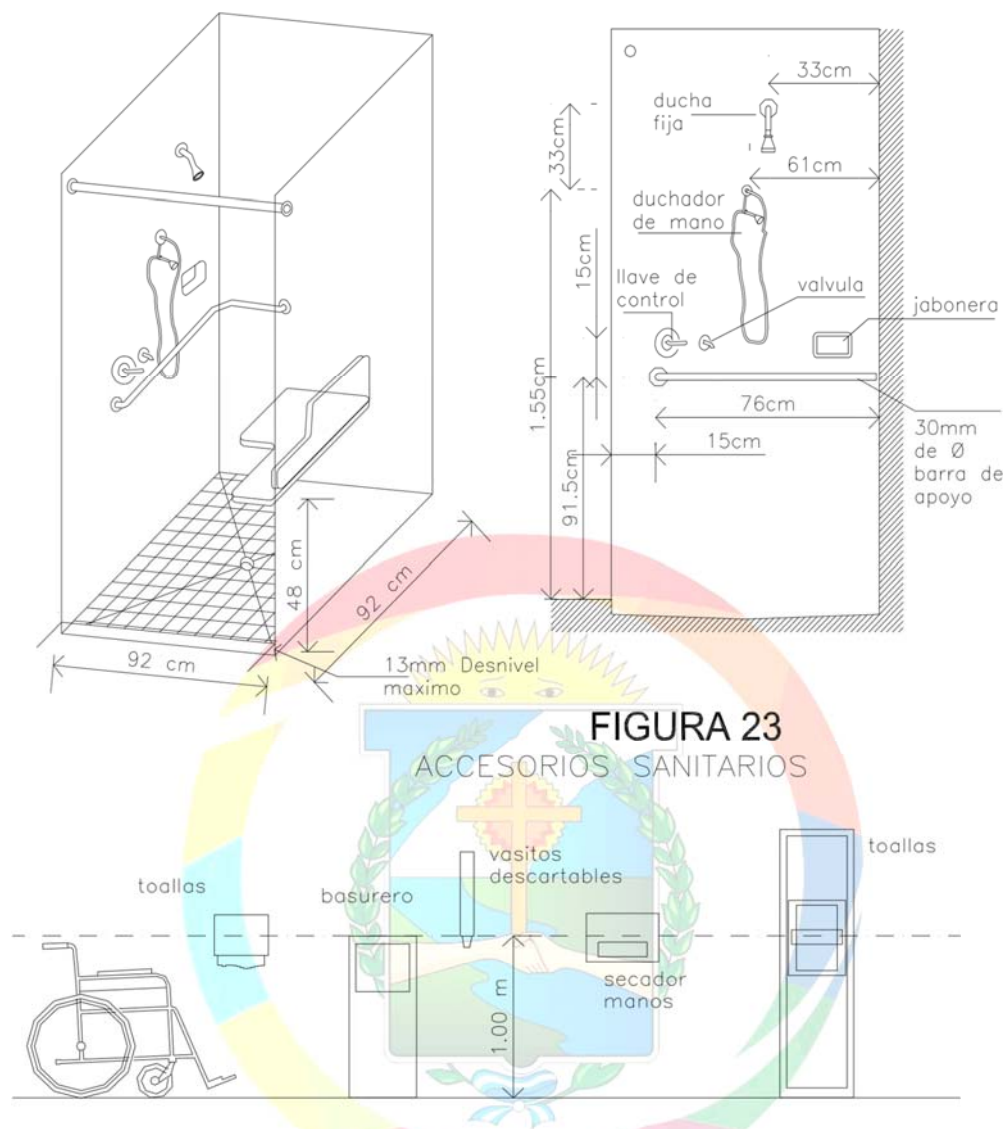 92 cm
48 cm
92 cm
13mm Desnivel
maximo
33cm
ducha
fija
33cm
61cm
duchador
de mano
15cm
llave de
control
valvula
jabonera
1.55cm
76cm
15cm
91.5cm
30mm
de Ø
barra de
apoyo
FIGURA 23
ACCESORIOS SANITARIOS
toallas
basurero
vasitos
descartables
secador
manos
toallas
1.00 m